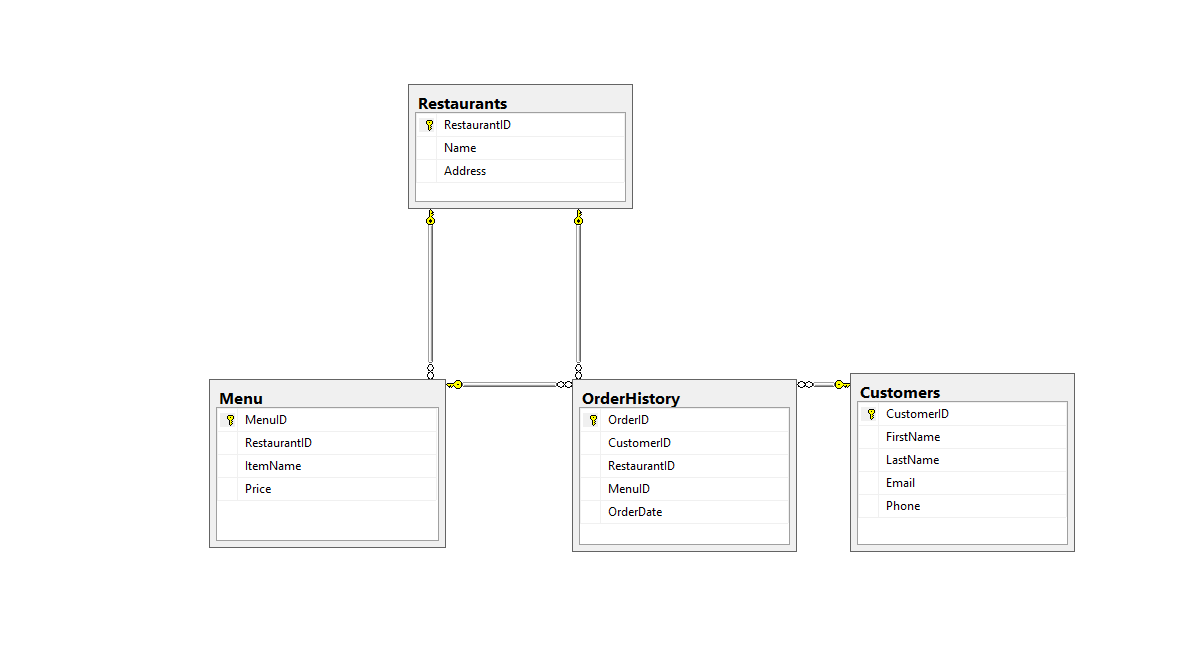 Restaurants
RestaurantID
Name
Address
Menu
MenuID
RestaurantID
ItemName
Price
OrderHistory
OrderID
CustomerID
RestaurantID
MenuID
OrderDate
Customers
CustomerID
FirstName
LastName
Email
Phone